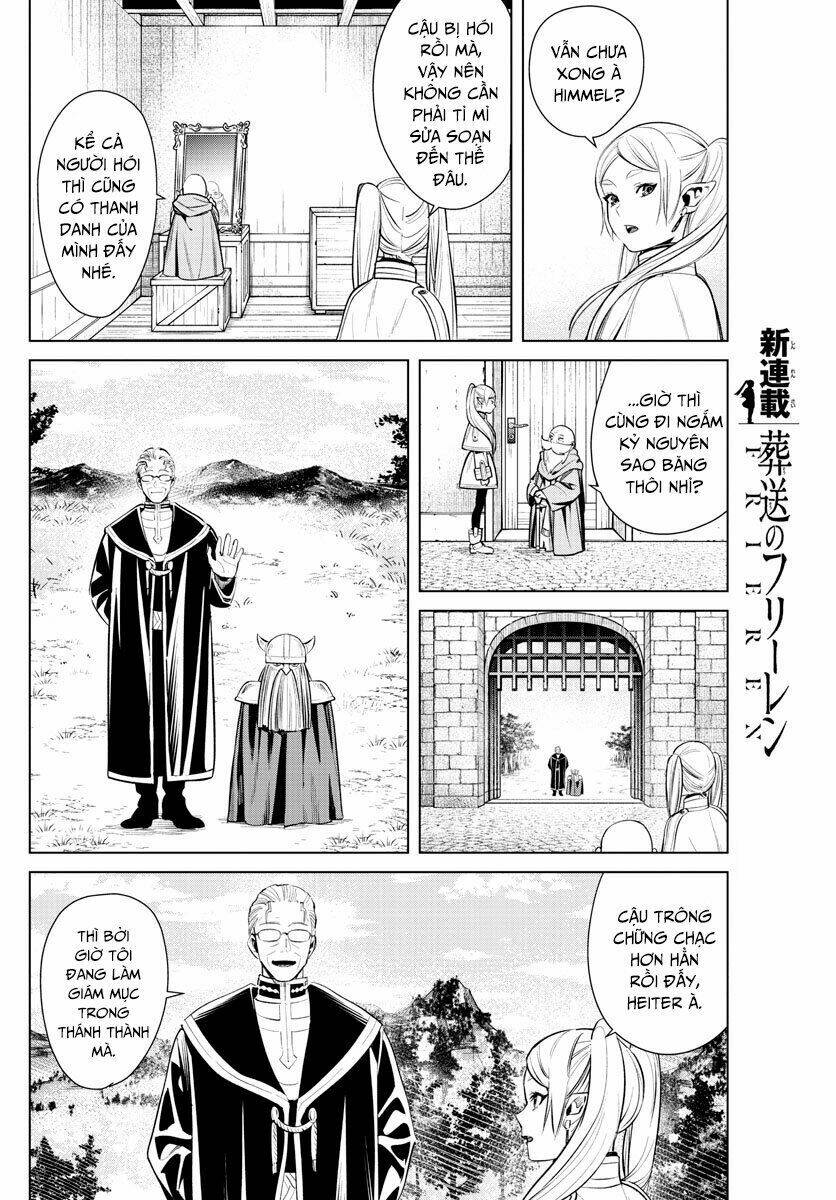 VẪN CHƯA
XONG À
HIMMEL?
CẬU BỊ HÓI
RỒI MÀ,
VẬY NÊN
KHÔNG CẦN
PHẢI TỈ MỈ
SỬA SOẠN
ĐẾN THẾ
ĐÂU.
KỂ CẢ
NGƯỜI HÓI
THÌ CŨNG
CÓ THANH
DANH CỦA
MÌNH ĐẤY
NHÉ.
...GIỜ THÌ
CÙNG ĐI NGẮM
KỶ NGUYÊN
SAO BĂNG
THÔI NHỈ?
新連載
葬送のフリーレン
FRIEREN
CẬU TRÔNG
CHỮNG CHẠC
HƠN HẲN
RỒI ĐẤY,
HEITER À.
THÌ BỞI
GIỜ TÔI
ĐANG LÀM
GIÁM MỤC
TRONG
THÁNH THÀNH
MÀ.